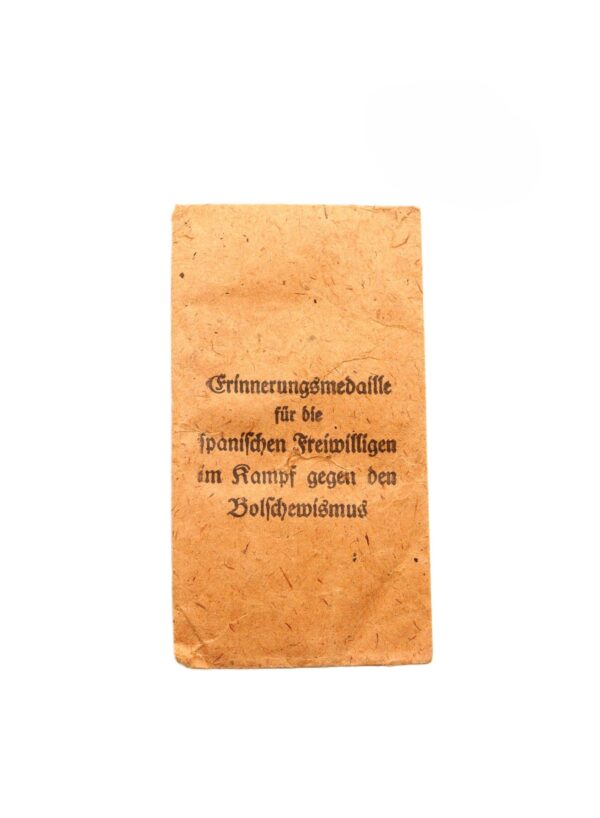 Erinnerungsmedaille
für die
spanischen Freiwilligen
im Kampf gegen den
Bolschewismus